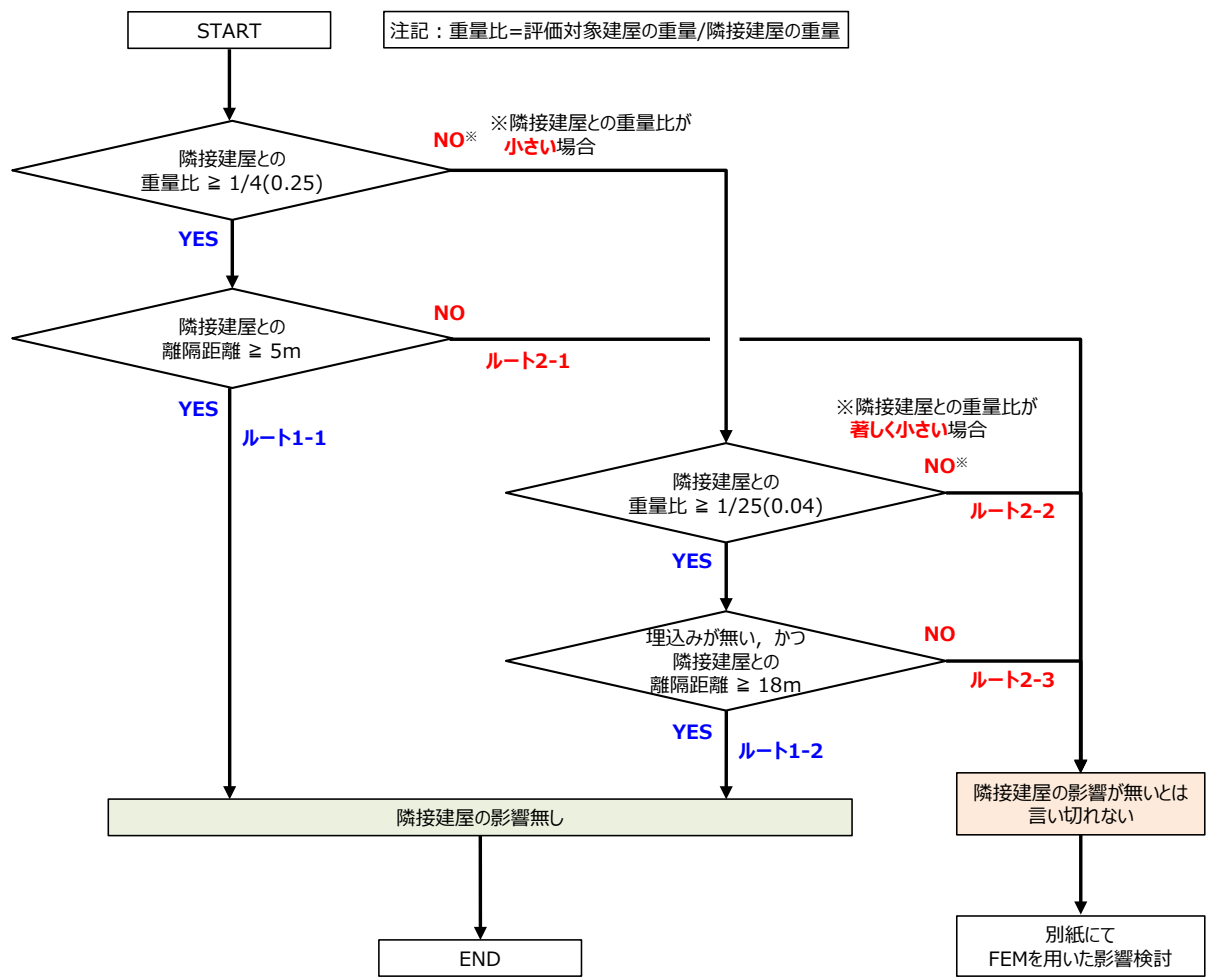 START
注記：重量比=評価対象建屋の重量/隣接建屋の重量
隣接建屋との
重量比 ≧ 1/4(0.25)
NO※
※隣接建屋との重量比が
小さい場合
YES
隣接建屋との
離隔距離 ≧ 5m
NO
ルート2-1
YES
ルート1-1
※隣接建屋との重量比が
著しく小さい場合
隣接建屋との
重量比 ≧ 1/25(0.04)
NO※
ルート2-2
YES
埋込みが無い，かつ
隣接建屋との
離隔距離 ≧ 18m
NO
ルート2-3
YES
ルート1-2
隣接建屋の影響無し
隣接建屋の影響が無いとは
言い切れない
END
別紙にて
FEMを用いた影響検討